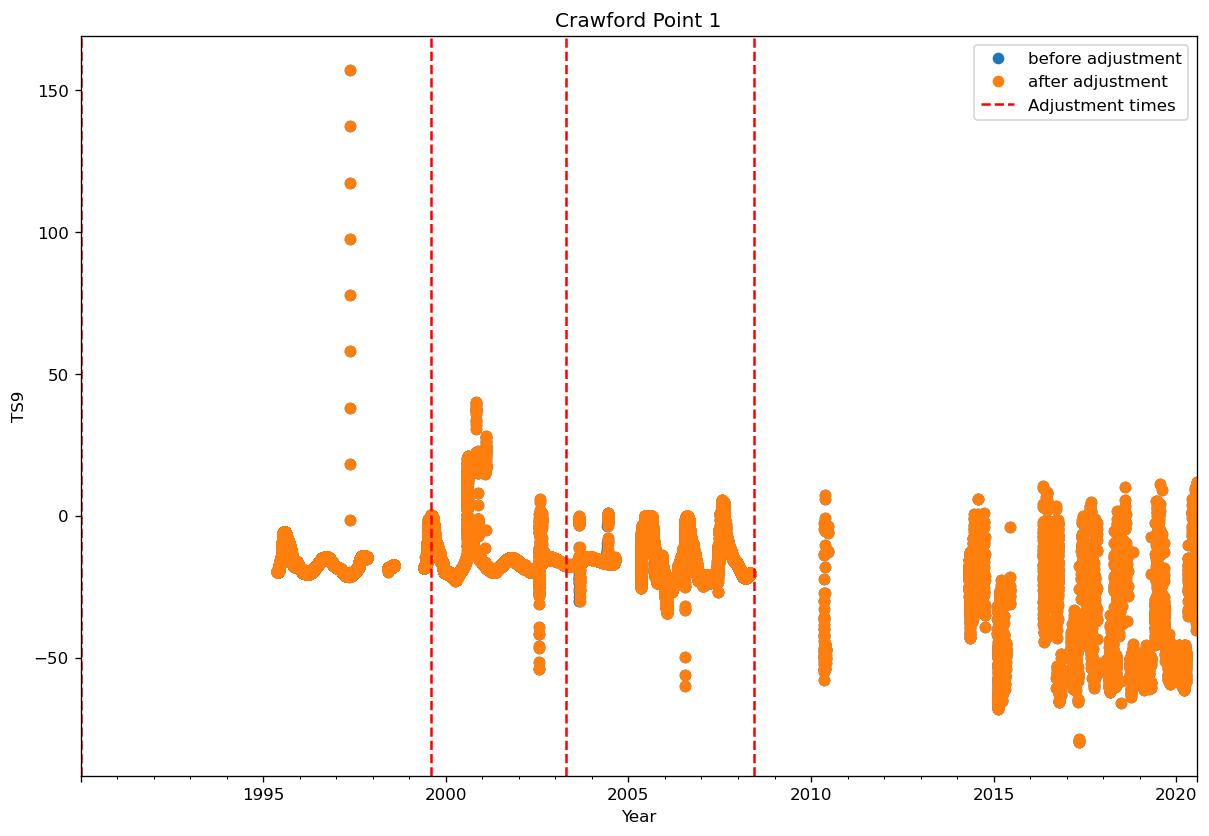 Crawford Point 1
before adjustment
after adjustment
Adjustment times
150
100
50
0
−50
TS9
1995
2000
2005
2010
2015
2020
Year